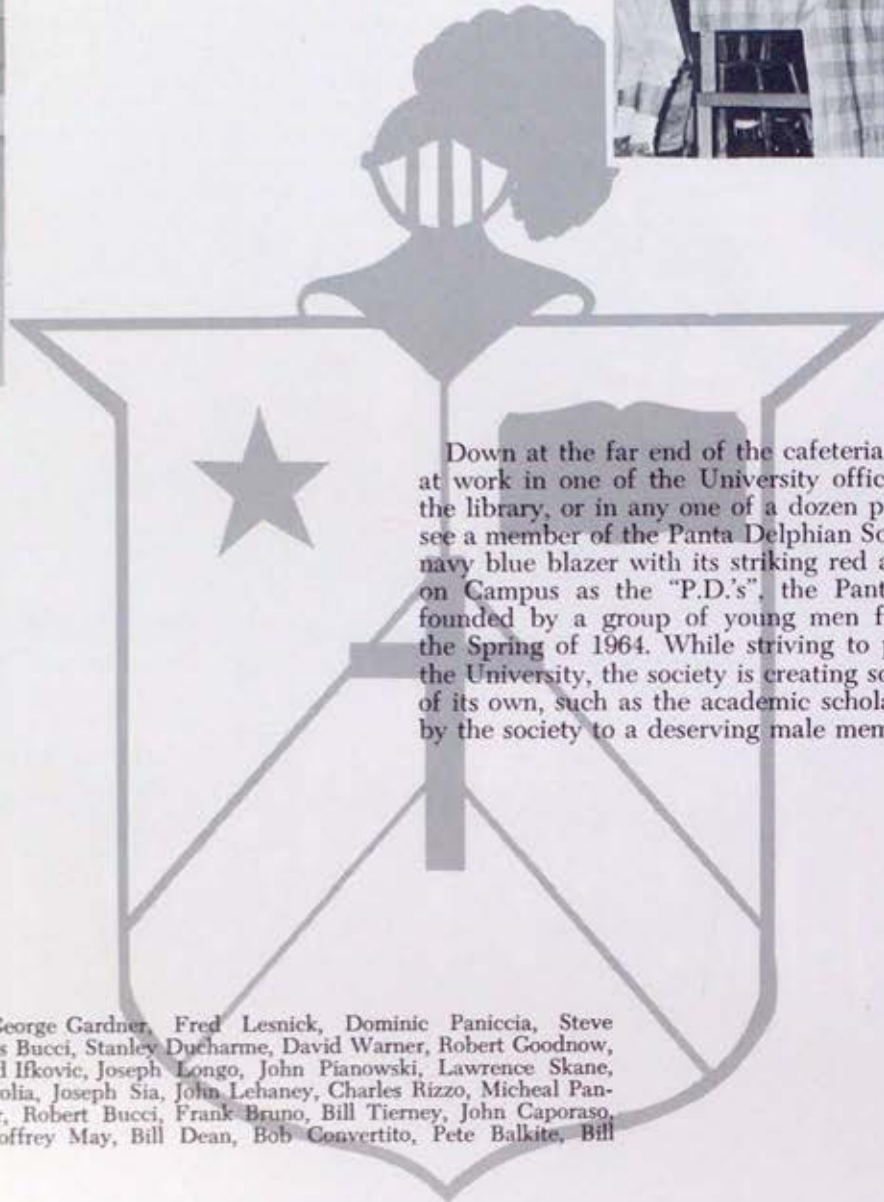 Down at the far end of the cafeteria
at work in one of the University offic
the library, or in any one of a dozen p
see a member of the Panta Delphian So
navy blue blazer with its striking red a
on Campus as the "P.D.'s", the Pant
founded by a group of young men f
the Spring of 1964. While striving to p
the University, the society is creating so
of its own, such as the academic schola
by the society to a deserving male mem
George Gardner, Fred Lesnick, Dominic Paniccia, Steve
s Bucci, Stanley Ducharme, David Warner, Robert Goodnow,
d Ifkovic, Joseph Longo, John Pianowski, Lawrence Skane,
olia, Joseph Sia, John Lehaney, Charles Rizzo, Micheal Pan-
r, Robert Bucci, Frank Bruno, Bill Tierney, John Caporaso,
offrey May, Bill Dean, Bob Convertito, Pete Balkite, Bill